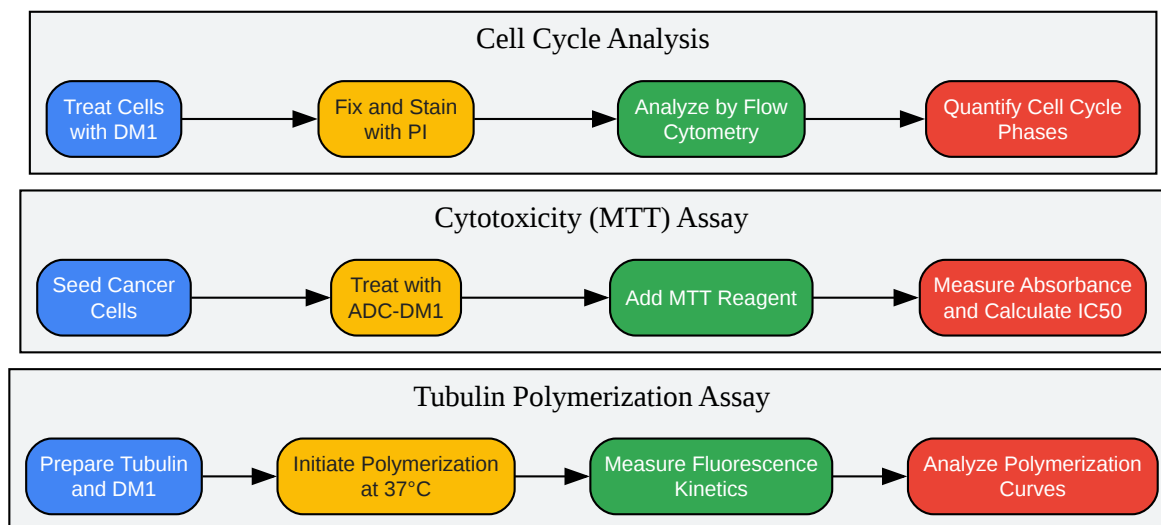 Cell Cycle Analysis
Treat Cells
with DM1
Fix and Stain
with PI
Analyze by Flow
Cytometry
Quantify Cell Cycle
Phases
Cytotoxicity (MTT) Assay
Seed Cancer
Cells
Treat with
ADC-DM1
Add MTT Reagent
Measure Absorbance
and Calculate IC50
Tubulin Polymerization Assay
Prepare Tubulin
and DM1
Initiate Polymerization
at 37°C
Measure Fluorescence
Kinetics
Analyze Polymerization
Curves